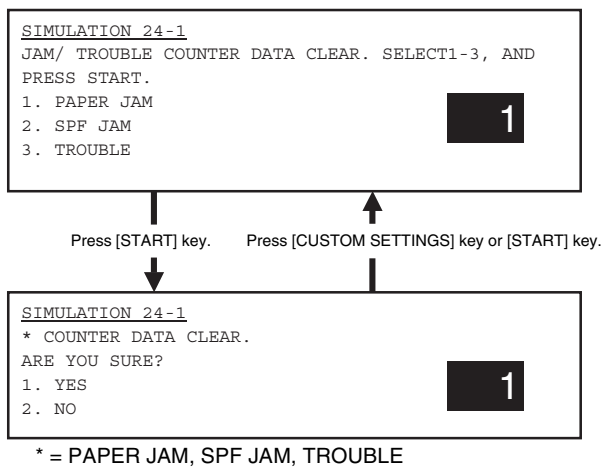 SIMULATION 24-1
JAM/ TROUBLE COUNTER DATA CLEAR. SELECT1-3, AND
PRESS START.
1. PAPER JAM
2. SPF JAM
3. TROUBLE
1
Press [START] key.
Press [CUSTOM SETTINGS] key or [START] key.
SIMULATION 24-1
* COUNTER DATA CLEAR.
ARE YOU SURE?
1. YES
2. NO
1
* = PAPER JAM, SPF JAM, TROUBLE